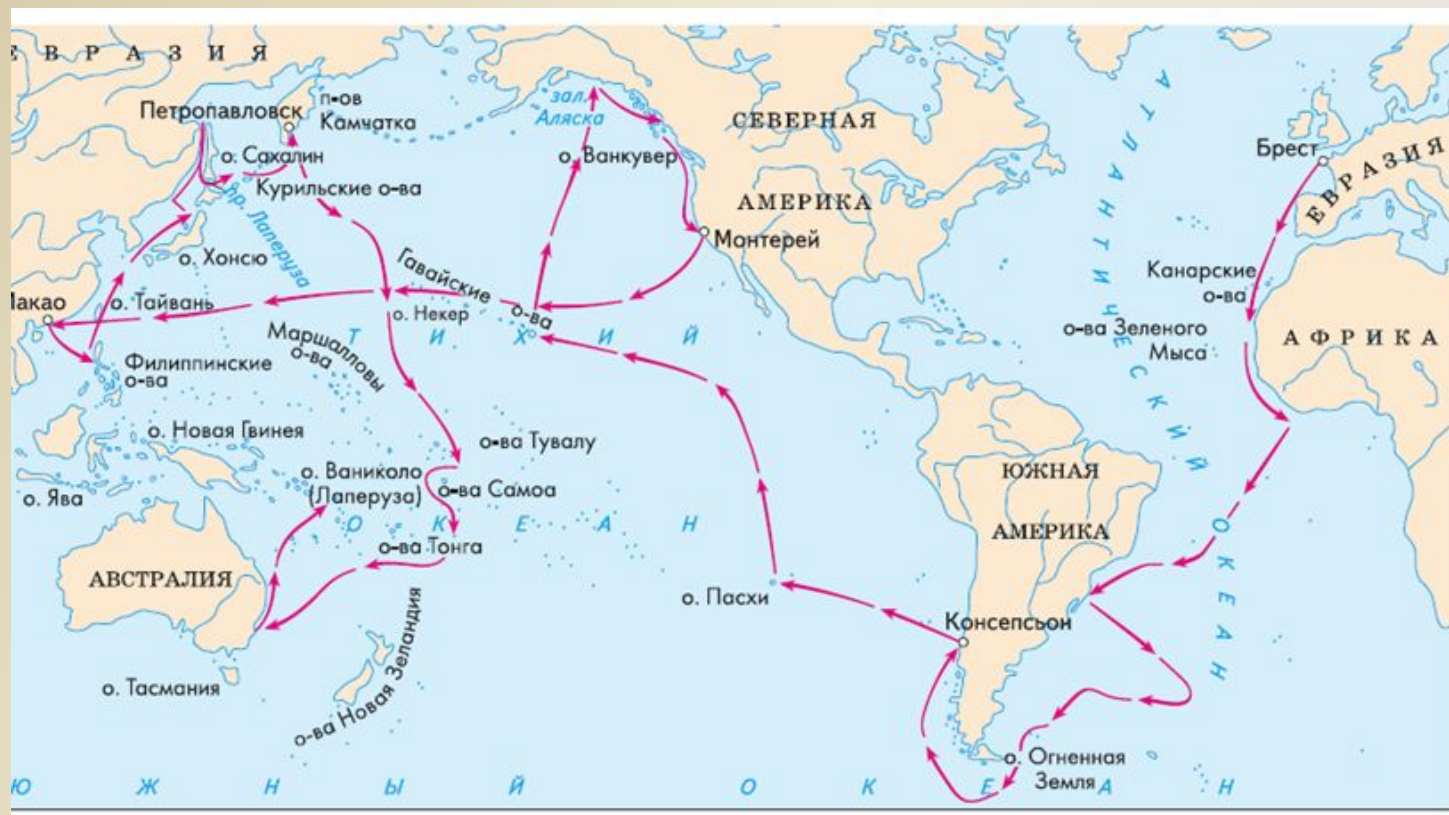 ЕВРАЗИЯ
Петропавловск
п-ов
Камчатка
о. Сахалин
Курильские о-ва
пр. Лаперуза
о. Хонсю
Макао
о. Тайвань
Филиппинские
о-ва
зал.
Аляска
о. Ванкувер
СЕВЕРНАЯ
АМЕРИКА
Монтерей
Гавайские
о-ва
о. Некер
Маршалловы
о-ва
ТИХИЙ
ОКЕАН
о. Новая Гвинея
о. Ява
о-ва Тувалу
о. Ваниколо
(Лаперуза)
о-ва Самоа
о-ва Тонга
АВСТРАЛИЯ
о. Тасмания
о-ва Новая Зеландия
о. Пасхи
ЮЖНАЯ
АМЕРИКА
Консепсьон
о. Огненная
Земля
АТЛАНТИЧЕСКИЙ
ОКЕАН
Брест
ЕВРАЗИЯ
Канарские
о-ва
о-ва Зеленого
Мыса
АФРИКА
ЮЖНЫЙ ОКЕАН